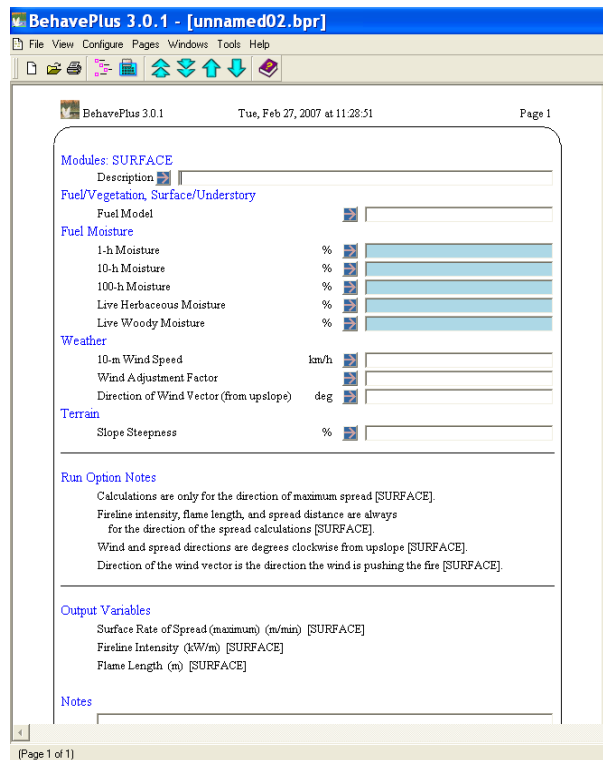 BehavePlus 3.0.1 - [unnamed02.bpr]
File View Configure Pages Windows Tools Help
BehavePlus 3.0.1 Tue, Feb 27, 2007 at 11:28:51 Page 1
Modules: SURFACE
Description
Fuel/Vegetation, Surface/Understory
Fuel Model
Fuel Moisture
1-h Moisture %
10-h Moisture %
100-h Moisture %
Live Herbaceous Moisture %
Live Woody Moisture %
Weather
10-m Wind Speed km/h
Wind Adjustment Factor
Direction of Wind Vector (from upslope) deg
Terrain
Slope Steepness %
Run Option Notes
Calculations are only for the direction of maximum spread [SURFACE].
Fireline intensity, flame length, and spread distance are always
for the direction of the spread calculations [SURFACE].
Wind and spread directions are degrees clockwise from upslope [SURFACE].
Direction of the wind vector is the direction the wind is pushing the fire [SURFACE].
Output Variables
Surface Rate of Spread (maximum) (m/min) [SURFACE]
Fireline Intensity (kW/m) [SURFACE]
Flame Length (m) [SURFACE]
Notes
(Page 1 of 1)